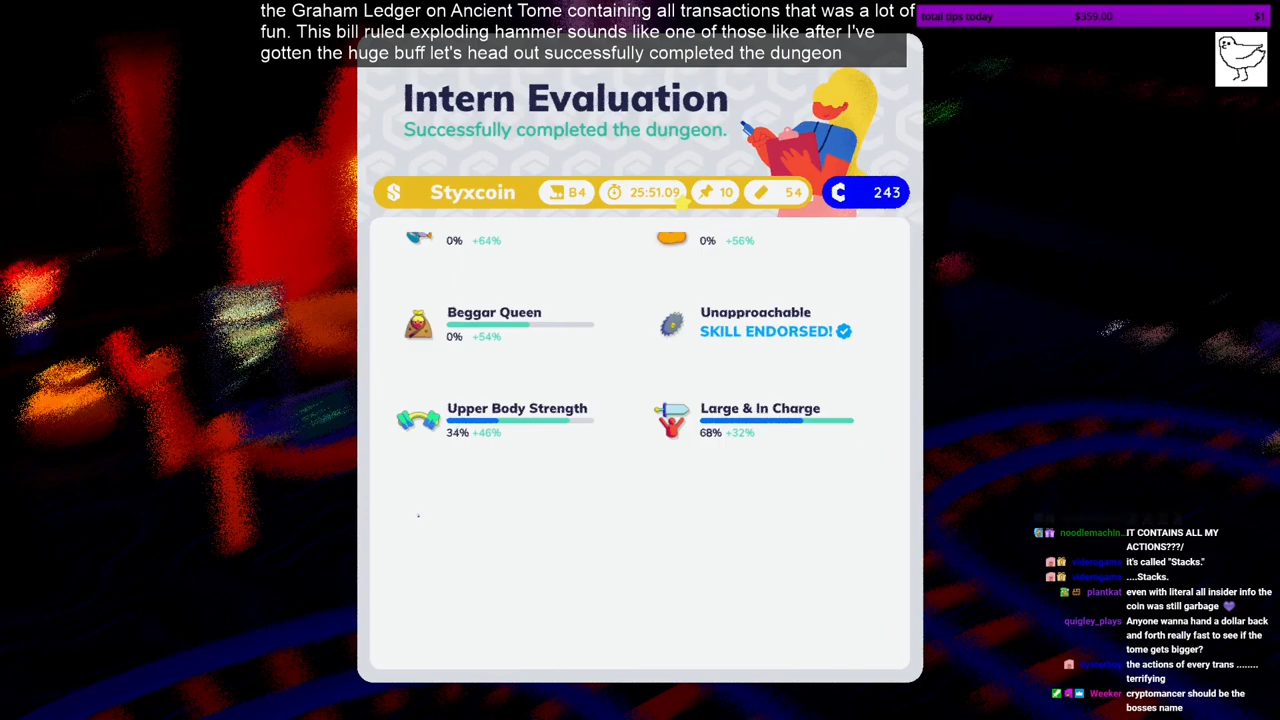 the Graham Ledger on Ancient Tome containing all transactions that was a lot of
fun. This bill ruled exploding hammer sounds like one of those like after I've
gotten the huge buff let's head out successfully completed the dungeon
total tips today $359.00 $1
Intern Evaluation
Successfully completed the dungeon.
Styxcoin B4 25:51.09 10 54 243
0% +64% 0% +56%
Beggar Queen
0% +54%
Unapproachable
SKILL ENDORSED!
Upper Body Strength
34% +46%
Large & In Charge
68% +32%
noodlemachin.. IT CONTAINS ALL MY
ACTIONS???/
it's called "Stacks."
....Stacks.
plantkat even with literal all insider info the
coin was still garbage
quigley_plays Anyone wanna hand a dollar back
and forth really fast to see if the
tome gets bigger?
the actions of every trans ........
terrifying
Weeker cryptomancer should be the
bosses name